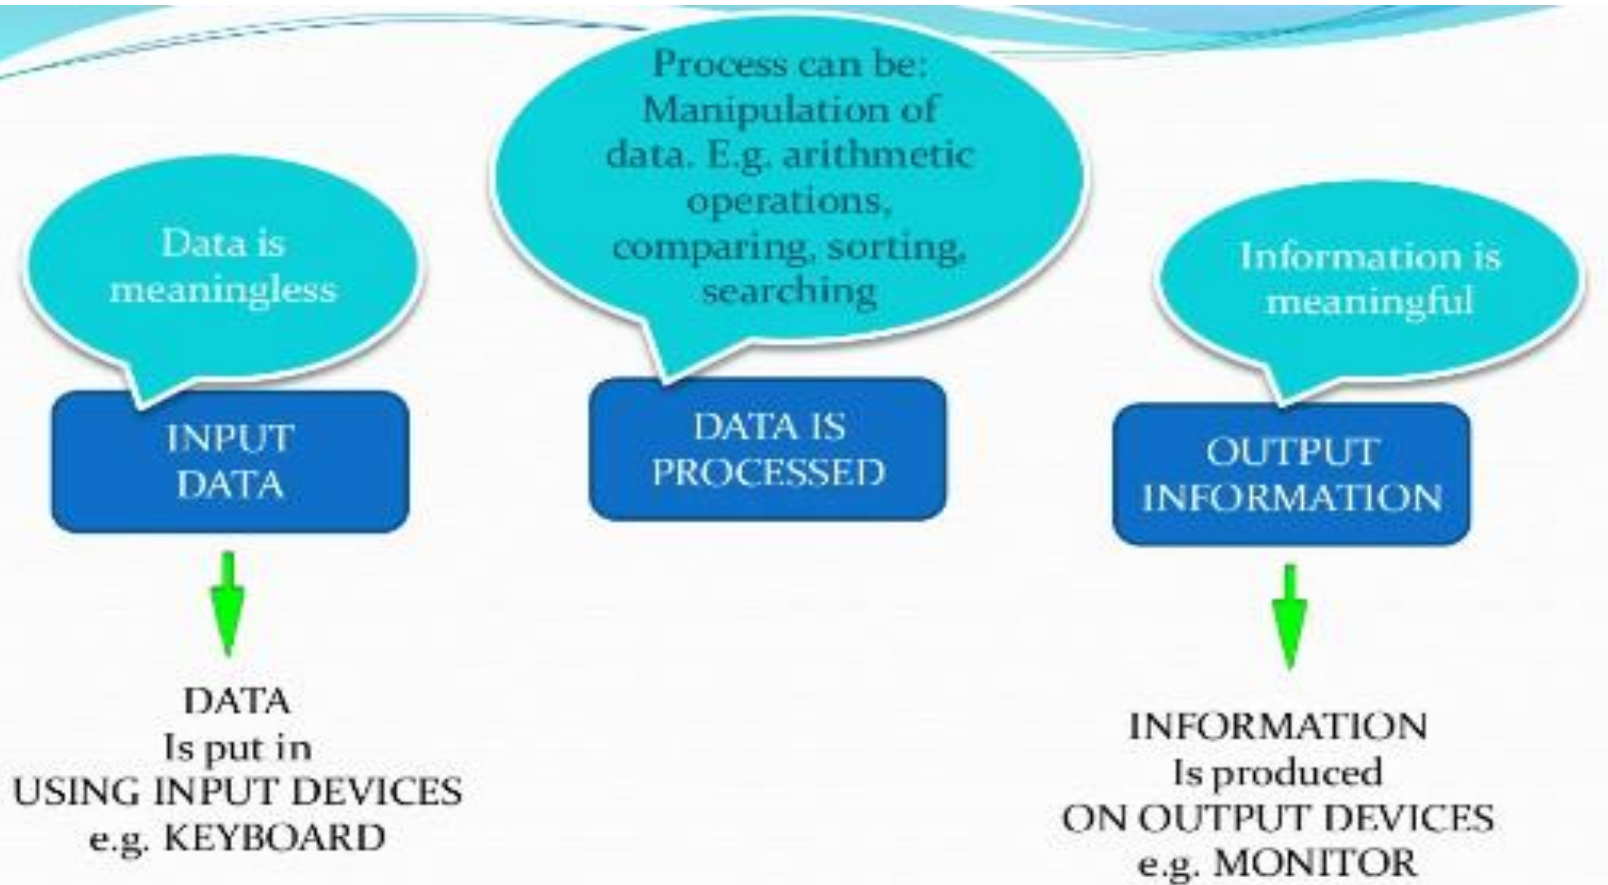 Data is
meaningless
INPUT
DATA
DATA
Is put in
USING INPUT DEVICES
e.g. KEYBOARD
Process can be:
Manipulation of
data. E.g. arithmetic
operations,
comparing, sorting,
searching
DATA IS
PROCESSED
Information is
meaningful
OUTPUT
INFORMATION
INFORMATION
Is produced
ON OUTPUT DEVICES
e.g. MONITOR